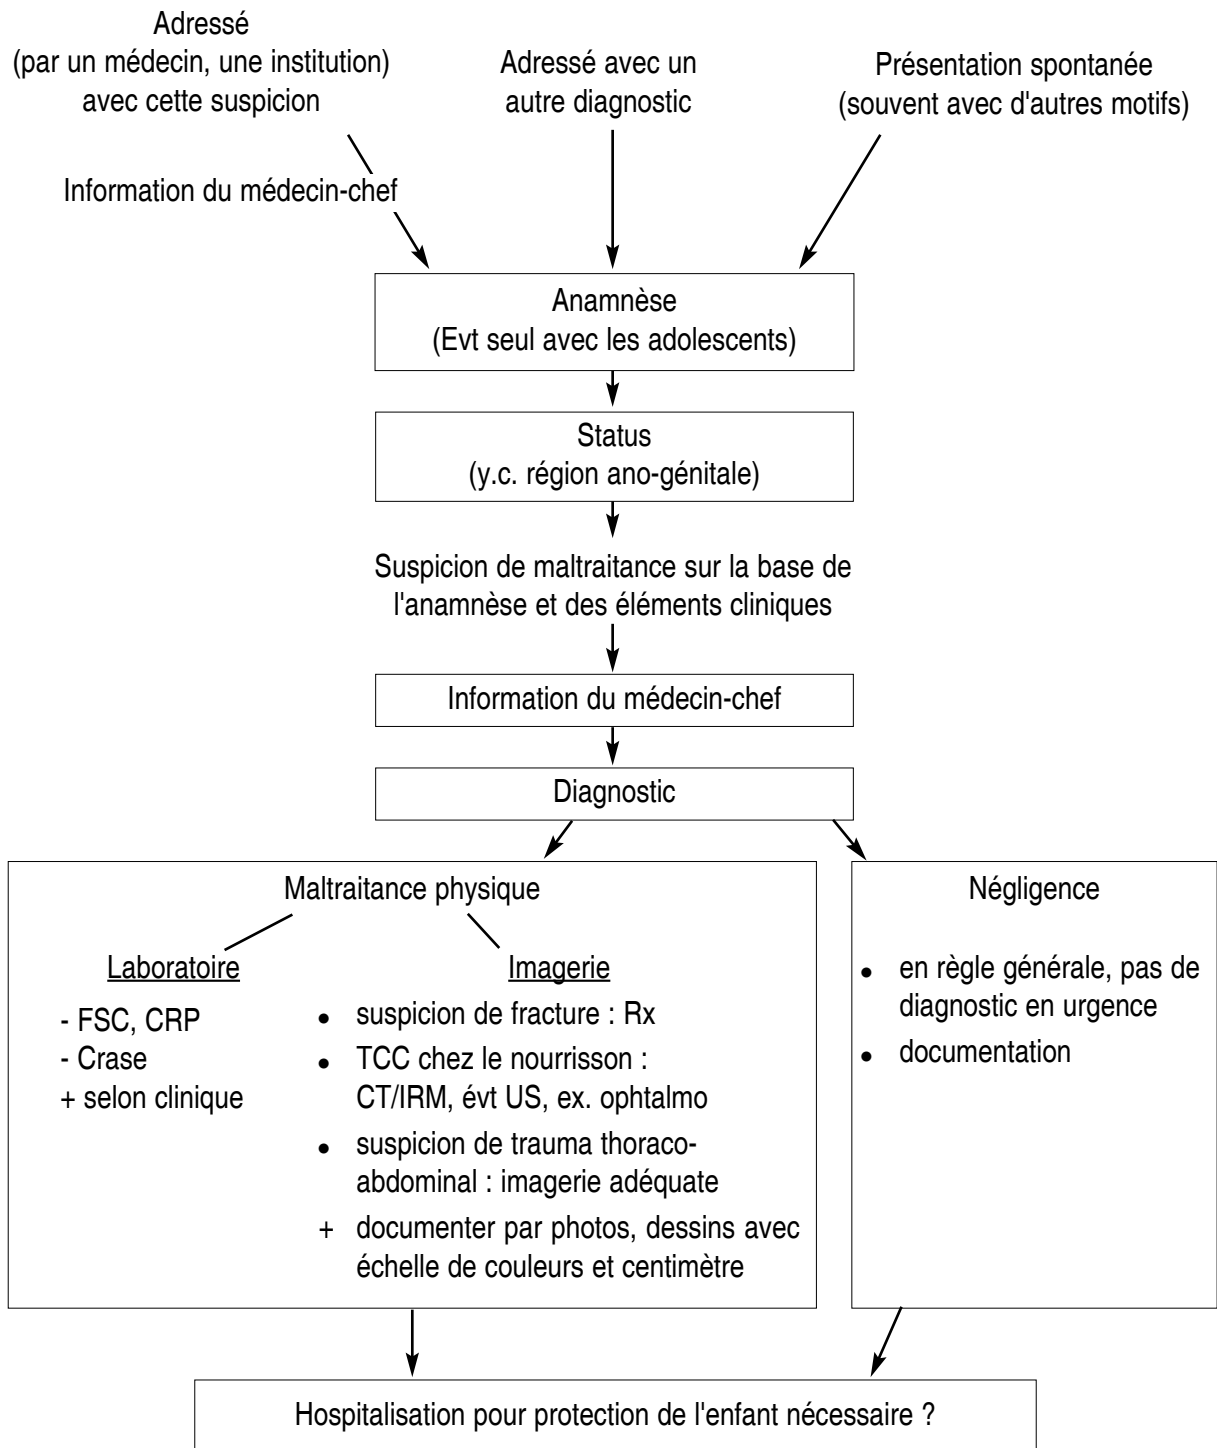 Adressé
(par un médecin, une institution)
avec cette suspicion
Adressé avec un
autre diagnostic
Présentation spontanée
(souvent avec d'autres motifs)
Information du médecin-chef
Anamnèse
(Evt seul avec les adolescents)
Status
(y.c. région ano-génitale)
Suspicion de maltraitance sur la base de
l'anamnèse et des éléments cliniques
Information du médecin-chef
Diagnostic
Maltraitance physique
Laboratoire
- FSC, CRP
- Crase
+ selon clinique
Imagerie
• suspicion de fracture : Rx
• TCC chez le nourrisson :
CT/IRM, évt US, ex. ophtalmo
• suspicion de trauma thoraco-
abdominal : imagerie adéquate
+ documenter par photos, dessins avec
échelle de couleurs et centimètre
Négligence
• en règle générale, pas de
diagnostic en urgence
• documentation
Hospitalisation pour protection de l'enfant nécessaire ?